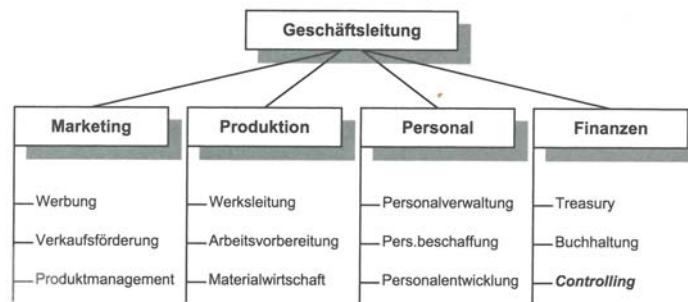 Geschäftsleitung
Marketing
Produktion
Personal
Finanzen
Werbung
Werksleitung
Personalverwaltung
Treasury
Verkaufsförderung
Arbeitsvorbereitung
Pers.beschaffung
Buchhaltung
Produktmanagement
Materialwirtschaft
Personalentwicklung
Controlling